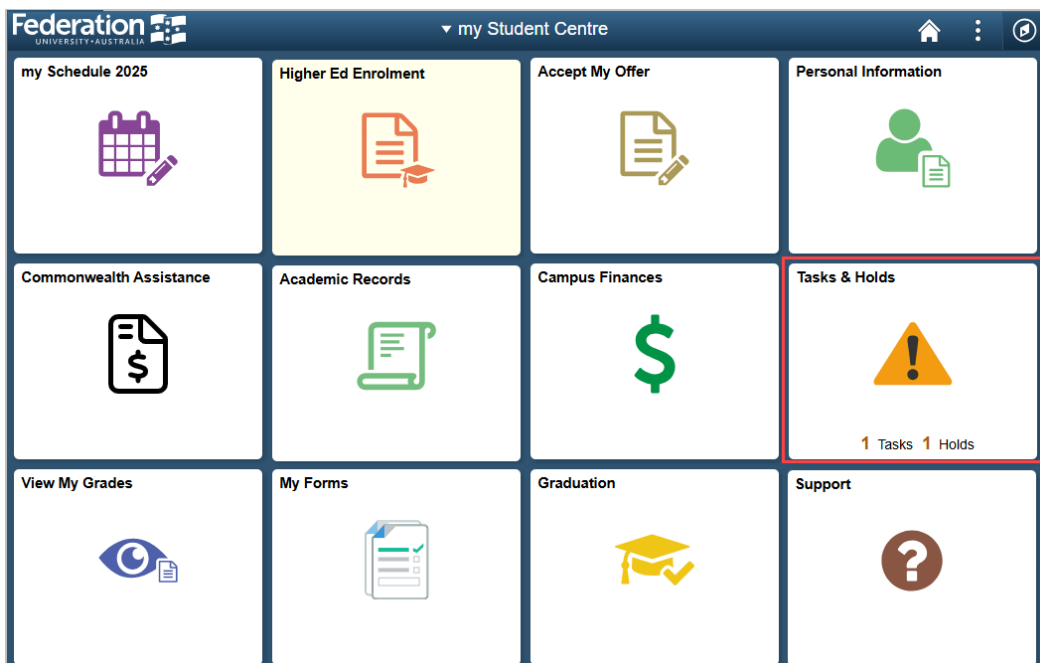 Federation
UNIVERSITY • AUSTRALIA
my Student Centre
my Schedule 2025
Higher Ed Enrolment
Accept My Offer
Personal Information
Commonwealth Assistance
Academic Records
Campus Finances
Tasks & Holds
1 Tasks 1 Holds
View My Grades
My Forms
Graduation
Support